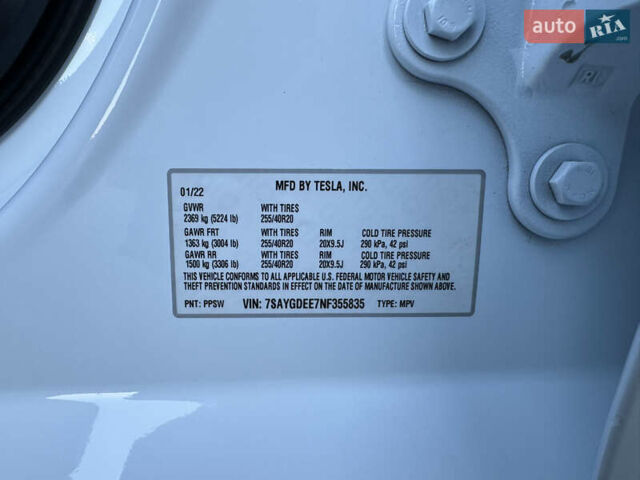 auto RIA.com
01/22 MFD BY TESLA, INC.
GVWR WITH TIRES
2369 kg (5224 lb) 255/40R20
GAWR FRT WITH TIRES RIM COLD TIRE PRESSURE
1363 kg (3004 lb) 255/40R20 20X9.5J 290 kPa, 42 psi
GAWR RR WITH TIRES RIM COLD TIRE PRESSURE
1500 kg (3306 lb) 255/40R20 20X9.5J 290 kPa, 42 psi
THIS VEHICLE CONFORMS TO ALL APPLICABLE U.S. FEDERAL MOTOR VEHICLE SAFETY AND
THEFT PREVENTION STANDARDS IN EFFECT ON THE DATE OF MANUFACTURE SHOWN ABOVE.
PNT: PPSW VIN: 7SAYGDEE7NF355835 TYPE: MPV